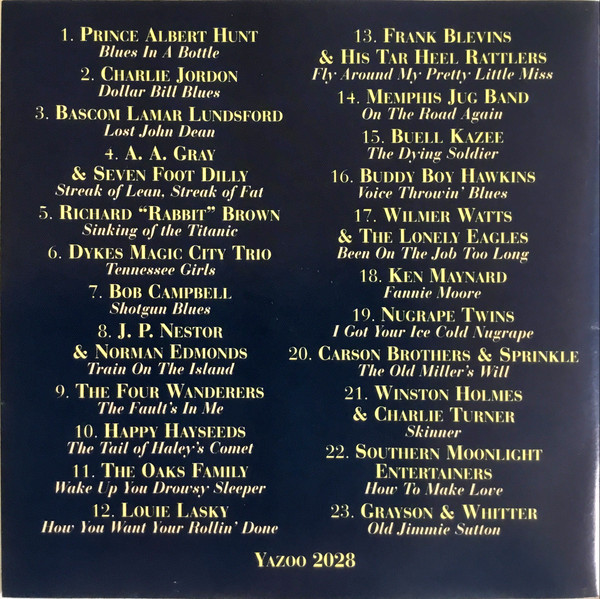 1. Prince Albert Hunt
Blues In A Bottle
2. Charlie Jordon
Dollar Bill Blues
3. Bascom Lamar Lundsford
Lost John Dean
4. A. A. Gray
& Seven Foot Dilly
Streak of Lean, Streak of Fat
5. Richard “Rabbit” Brown
Sinking of the Titanic
6. Dykes Magic City Trio
Tennessee Girls
7. Bob Campbell
Shotgun Blues
8. J. P. Nestor
& Norman Edmonds
Train On The Island
9. The Four Wanderers
The Fault's In Me
10. Happy Hayseeds
The Tail of Haley's Comet
11. The Oaks Family
Wake Up You Drowsy Sleeper
12. Louie Lasky
How You Want Your Rollin' Done
13. Frank Blevins
& His Tar Heel Rattlers
Fly Around My Pretty Little Miss
14. Memphis Jug Band
On The Road Again
15. Buell Kazee
The Dying Soldier
16. Buddy Boy Hawkins
Voice Throwin' Blues
17. Wilmer Watts
& The Lonely Eagles
Been On The Job Too Long
18. Ken Maynard
Fannie Moore
19. Nugrape Twins
I Got Your Ice Cold Nugrape
20. Carson Brothers & Sprinkle
The Old Miller's Will
21. Winston Holmes
& Charlie Turner
Skinner
22. Southern Moonlight
Entertainers
How To Make Love
23. Grayson & Whitter
Old Jimmie Sutton
Yazoo 2028